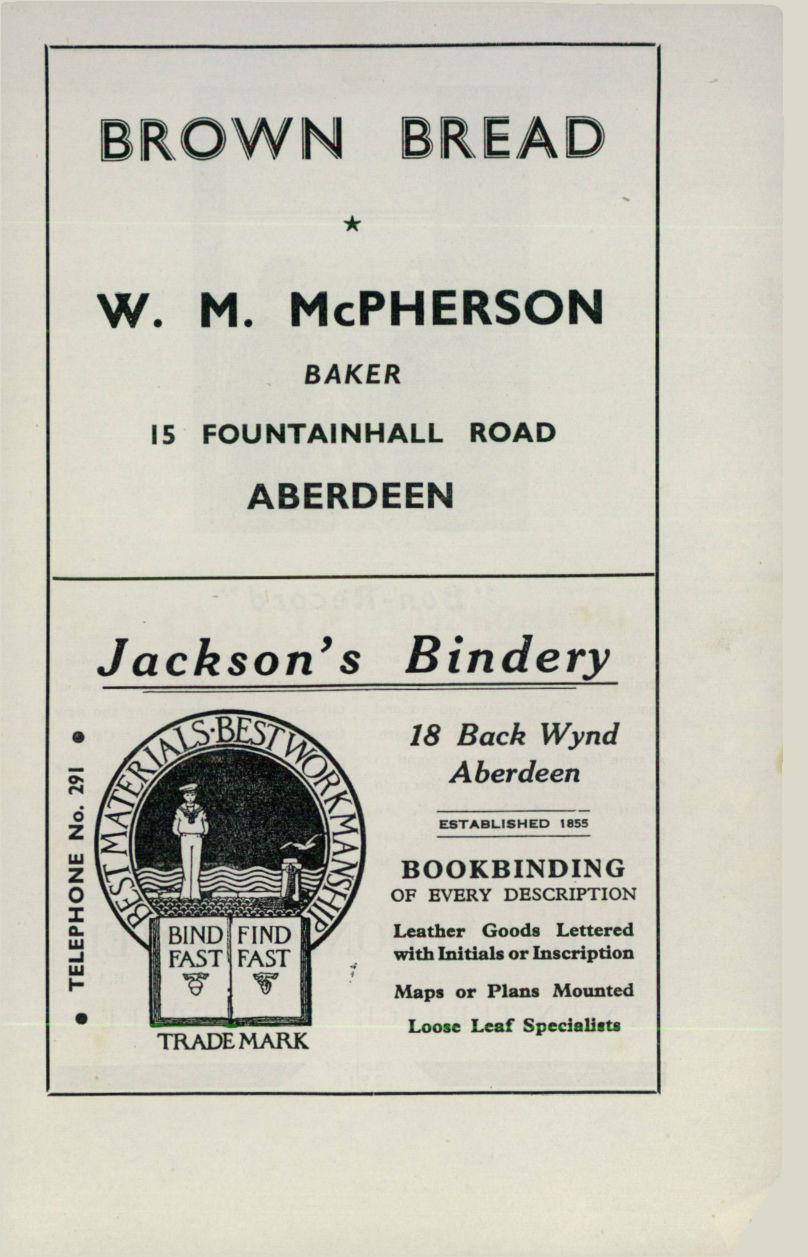 BROWN BREAD
★
W. M. McPHERSON
BAKER
15 FOUNTAINHALL ROAD
ABERDEEN
Jackson's Bindery
• TELEPHONE No. 291 •
BEST MATERIALS·BEST WORKMANSHIP
BIND FAST
FIND FAST
TRADE MARK
18 Back Wynd
Aberdeen
ESTABLISHED 1855
BOOKBINDING
OF EVERY DESCRIPTION
Leather Goods Lettered
with Initials or Inscription
Maps or Plans Mounted
Loose Leaf Specialists